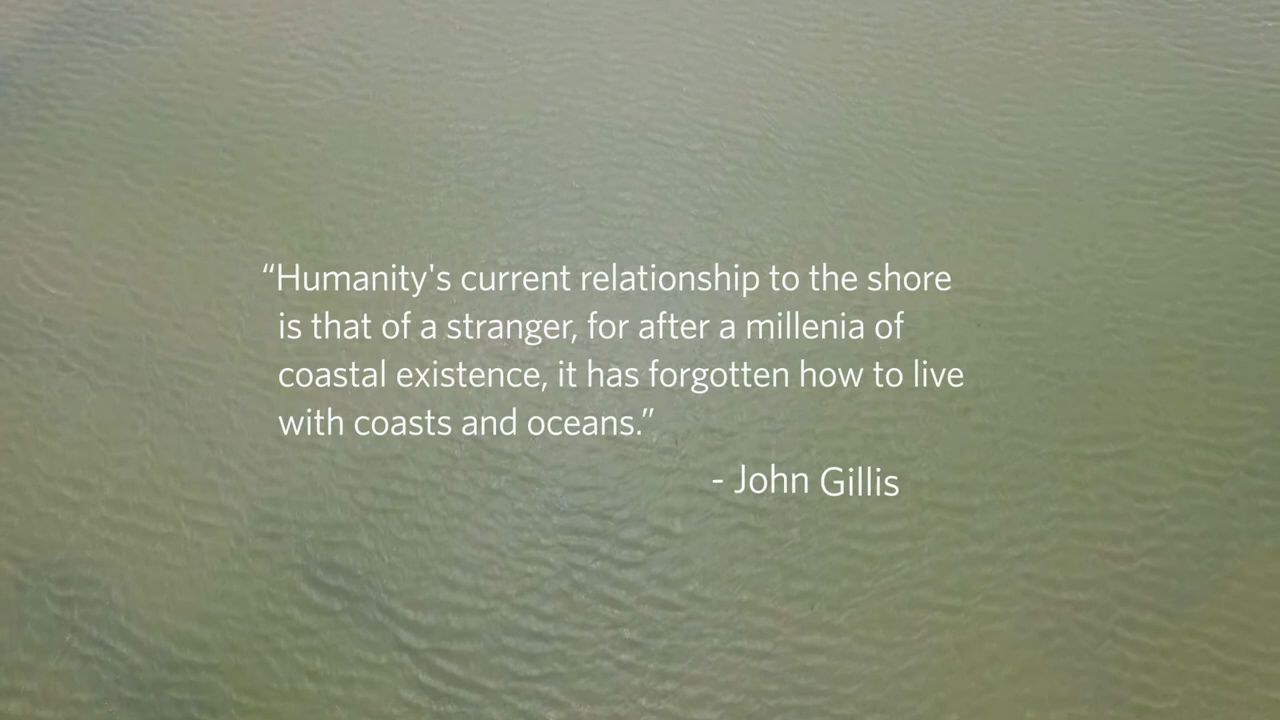 “Humanity's current relationship to the shore
is that of a stranger, for after a millenia of
coastal existence, it has forgotten how to live
with coasts and oceans.”
- John Gillis